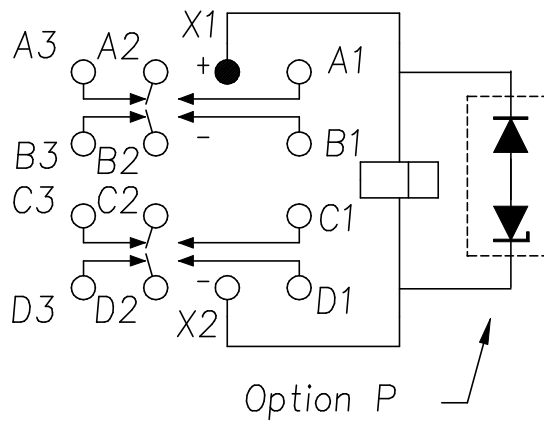 X1
A3 A2 + A1
B3 B2 − B1
C3 C2 C1
D3 D2 − D1
X2
Option P